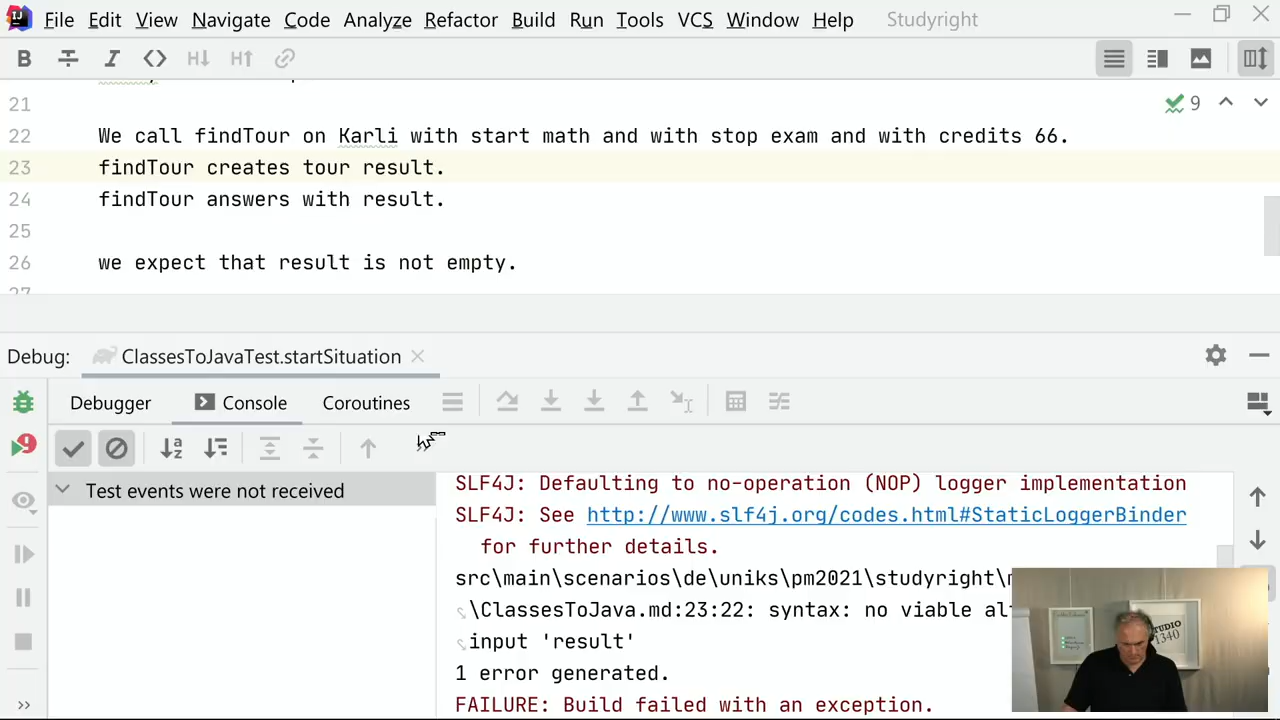 File Edit View Navigate Code Analyze Refactor Build Run Tools VCS Window Help Studyright
B I H↓ H↑
21 9
22 We call findTour on Karli with start math and with stop exam and with credits 66.
23 findTour creates tour result.
24 findTour answers with result.
25
26 we expect that result is not empty.
27
Debug: ClassesToJavaTest.startSituation
Debugger Console Coroutines
9
Test events were not received
SLF4J: Defaulting to no-operation (NOP) logger implementation
SLF4J: See http://www.slf4j.org/codes.html#StaticLoggerBinder
for further details.
src\main\scenarios\de\uniks\pm2021\studyright\
\ClassesToJava.md:23:22: syntax: no viable
input 'result'
1 error generated.
FAILURE: Build failed with an exception.
STUDIO
1340